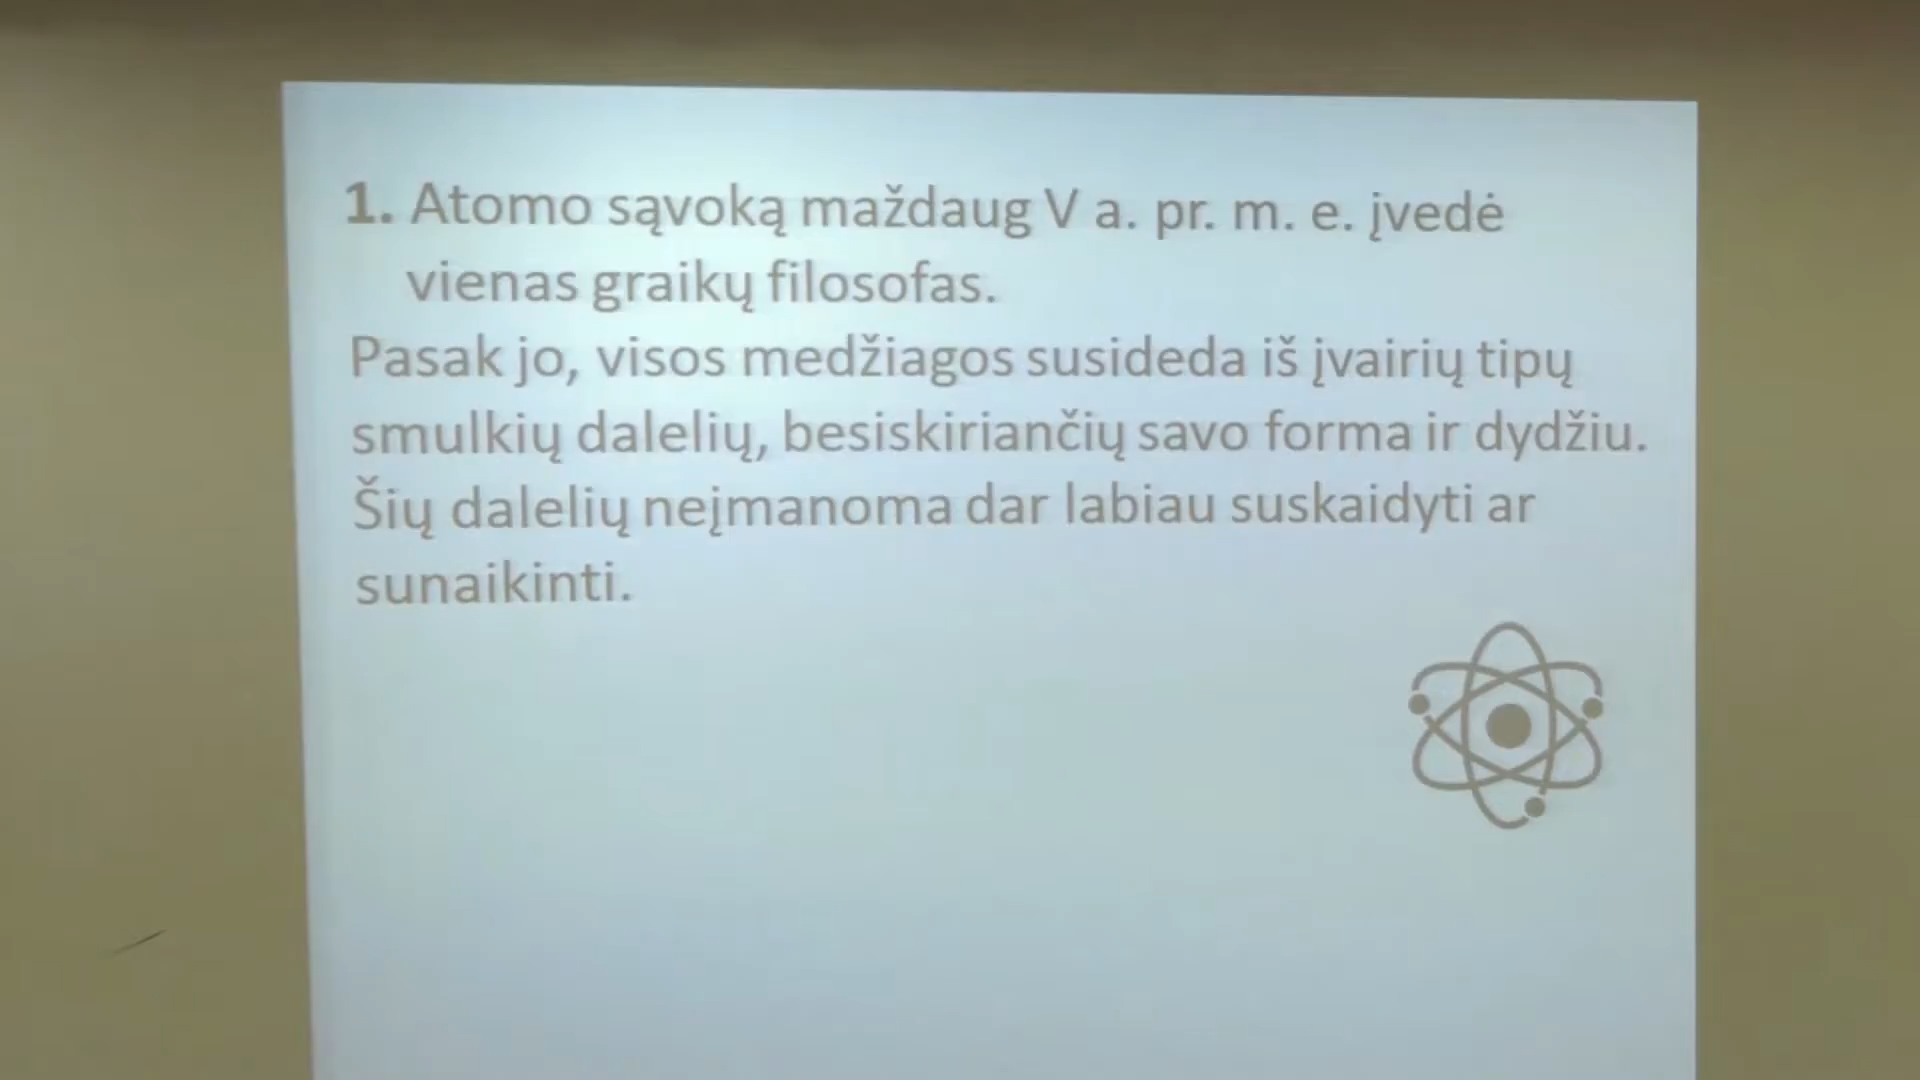 1. Atomo sąvoką maždaug V a. pr. m. e. įvedė
vienas graikų filosofas.
Pasak jo, visos medžiagos susideda iš įvairių tipų
smulkių dalelių, besiskiriančių savo forma ir dydžiu.
Šių dalelių neįmanoma dar labiau suskaidyti ar
sunaikinti.